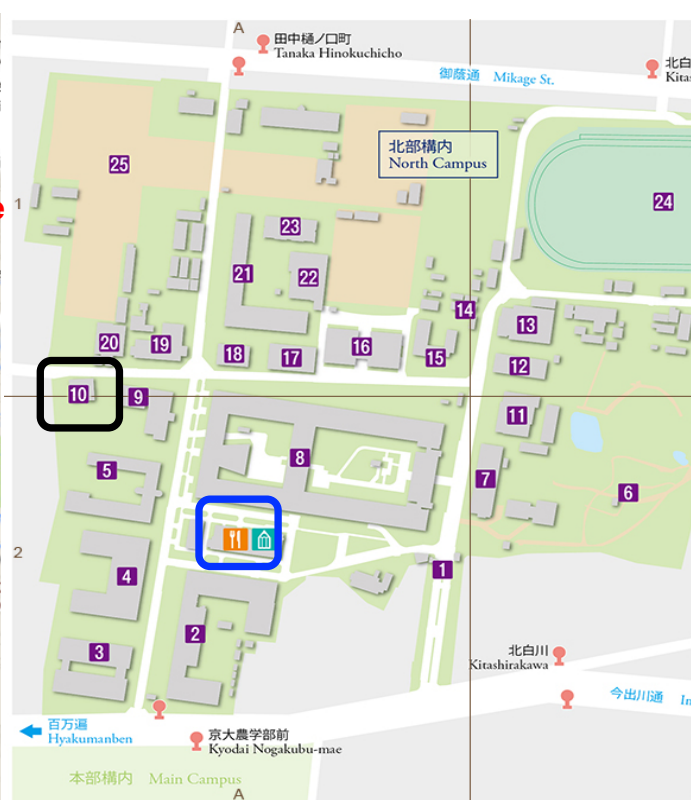 A
田中樋ノ口町
Tanaka Hinokuchicho
御蔭通 Mikage St.
北白
Kitas
北部構内
North Campus
25
24
1
23
21
22
14
13
20
19
18
17
16
15
12
10
9
11
8
5
7
6
2
1
4
2
3
北白川
Kitashirakawa
今出川通 In
百万遍
Hyakumanben
京大農学部前
Kyodai Nogakubu-mae
本部構内 Main Campus
A